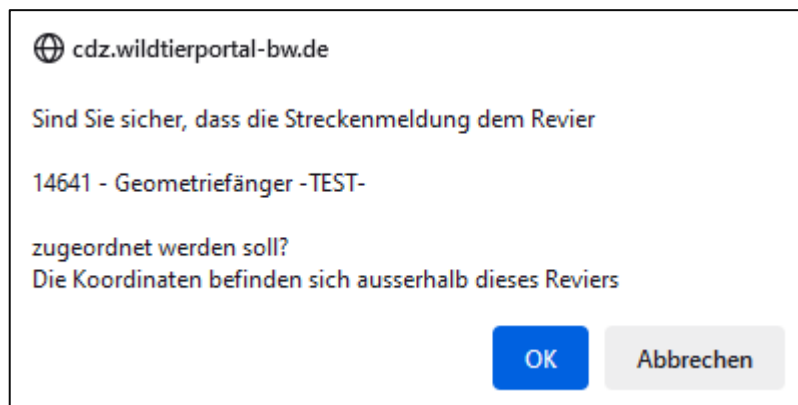 cdz.wildtierportal-bw.de
Sind Sie sicher, dass die Streckenmeldung dem Revier
14641 - Geometriefänger -TEST-
zugeordnet werden soll?
Die Koordinaten befinden sich ausserhalb dieses Reviers
OK Abbrechen